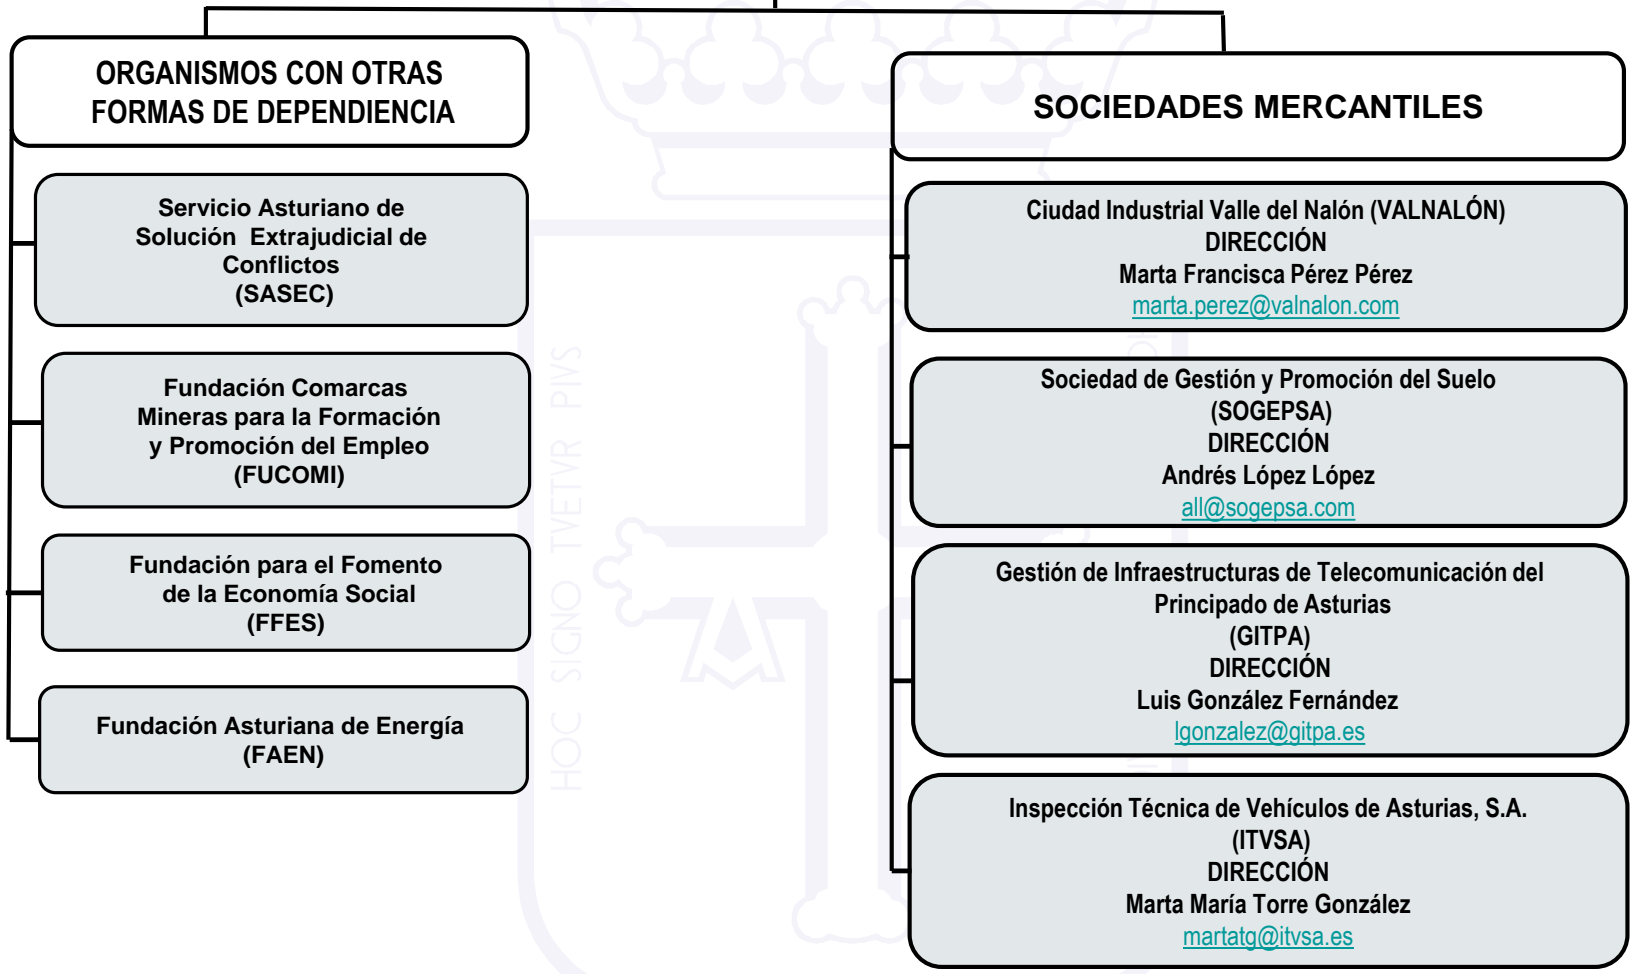 ORGANISMOS CON OTRAS
FORMAS DE DEPENDIENCIA
Servicio Asturiano de
Solución Extrajudicial de
Conflictos
(SASEC)
Fundación Comarcas
Mineras para la Formación
y Promoción del Empleo
(FUCOMI)
Fundación para el Fomento
de la Economía Social
(FFES)
Fundación Asturiana de Energía
(FAEN)
SOCIEDADES MERCANTILES
Ciudad Industrial Valle del Nalón (VALNALÓN)
DIRECCIÓN
Marta Francisca Pérez Pérez
marta.perez@valnalon.com
Sociedad de Gestión y Promoción del Suelo
(SOGEPSA)
DIRECCIÓN
Andrés López López
all@sogepsa.com
Gestión de Infraestructuras de Telecomunicación del
Principado de Asturias
(GITPA)
DIRECCIÓN
Luis González Fernández
lgonzalez@gitpa.es
Inspección Técnica de Vehículos de Asturias, S.A.
(ITVSA)
DIRECCIÓN
Marta María Torre González
martatg@itvsa.es
HOC SIGNO TVETVR PIVS